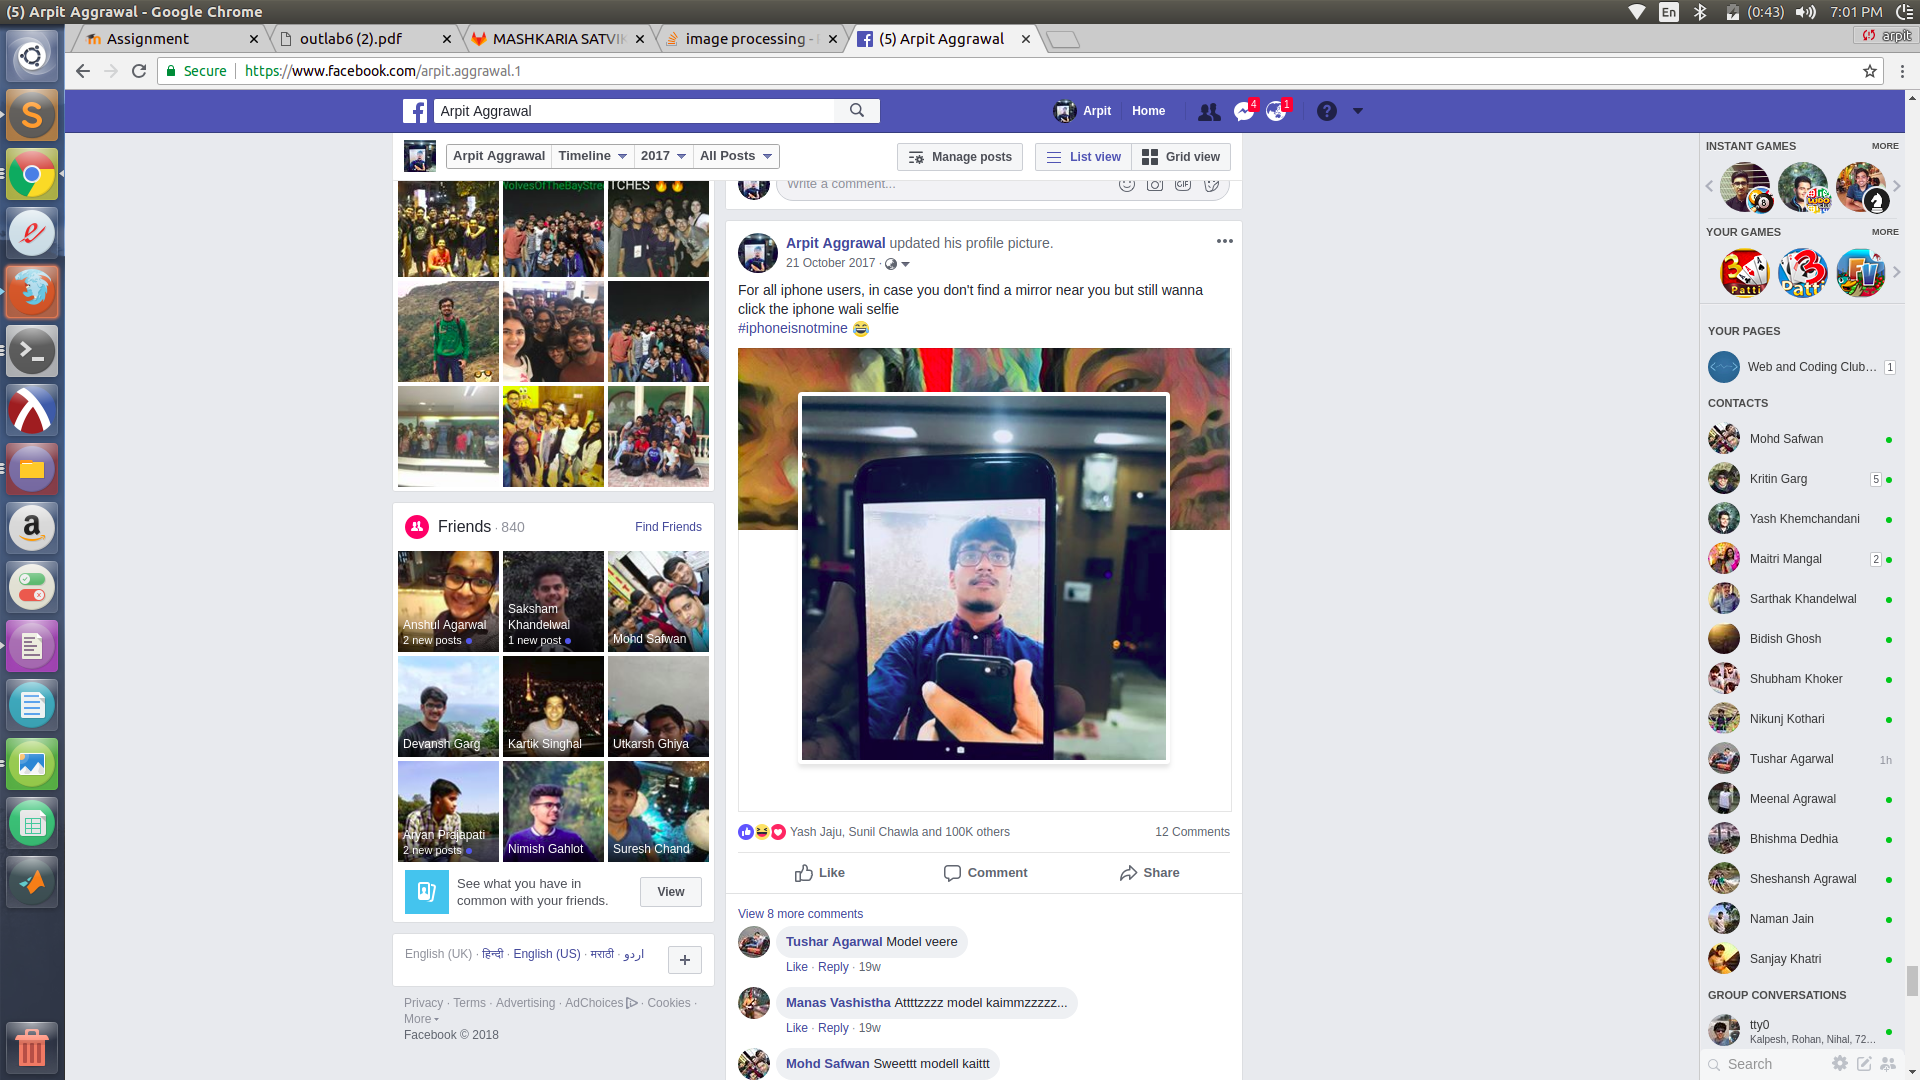 (5) Arpit Aggrawal - Google Chrome
En
(0:43)
7:01 PM
Assignment
outlab6 (2).pdf
MASHKARIA SATVIK
image processing -
(5) Arpit Aggrawal
arpit
Secure
https://www.facebook.com/arpit.aggrawal.1
Arpit Aggrawal
Arpit
Home
4
1
Arpit Aggrawal
Timeline
2017
All Posts
Manage posts
List view
Grid view
WolvesOfTheBayStre
TCHES 🔥🔥
Friends · 840
Find Friends
Anshul Agarwal
2 new posts
Saksham
Khandelwal
1 new post
Mohd Safwan
Devansh Garg
Kartik Singhal
Utkarsh Ghiya
Aryan Prajapati
2 new posts
Nimish Gahlot
Suresh Chand
See what you have in
common with your friends.
View
English (UK) · हिन्दी · English (US) · मराठी · اردو
Privacy · Terms · Advertising · AdChoices · Cookies ·
More
Facebook © 2018
Write a comment...
GIF
Arpit Aggrawal updated his profile picture.
21 October 2017 ·
For all iphone users, in case you don't find a mirror near you but still wanna
click the iphone wali selfie
#iphoneisnotmine 😂
Yash Jaju, Sunil Chawla and 100K others
12 Comments
Like
Comment
Share
View 8 more comments
Tushar Agarwal Model veere
Like · Reply · 19w
Manas Vashistha Attttzzzz model kaimmzzzzz...
Like · Reply · 19w
Mohd Safwan Sweettt modell kaittt
INSTANT GAMES
MORE
8
YOUR GAMES
MORE
3 Patti
3 Patti
FV
YOUR PAGES
Web and Coding Club... 1
CONTACTS
Mohd Safwan
Kritin Garg 5
Yash Khemchandani
Maitri Mangal 2
Sarthak Khandelwal
Bidish Ghosh
Shubham Khoker
Nikunj Kothari
Tushar Agarwal 1h
Meenal Agrawal
Bhishma Dedhia
Sheshansh Agrawal
Naman Jain
Sanjay Khatri
GROUP CONVERSATIONS
tty0
Kalpesh, Rohan, Nihal, 72...
Search